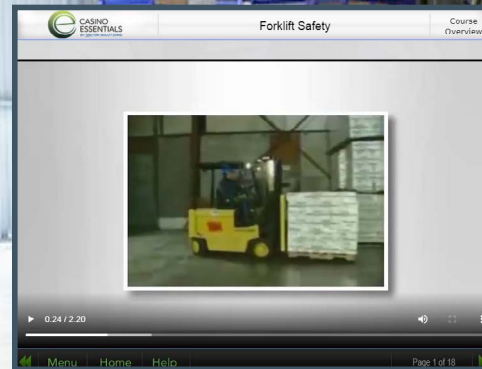 CASINO
ESSENTIALS
Forklift Safety
Course
Overview
0.24 / 2.20
Menu Home Help Page 1 of 18